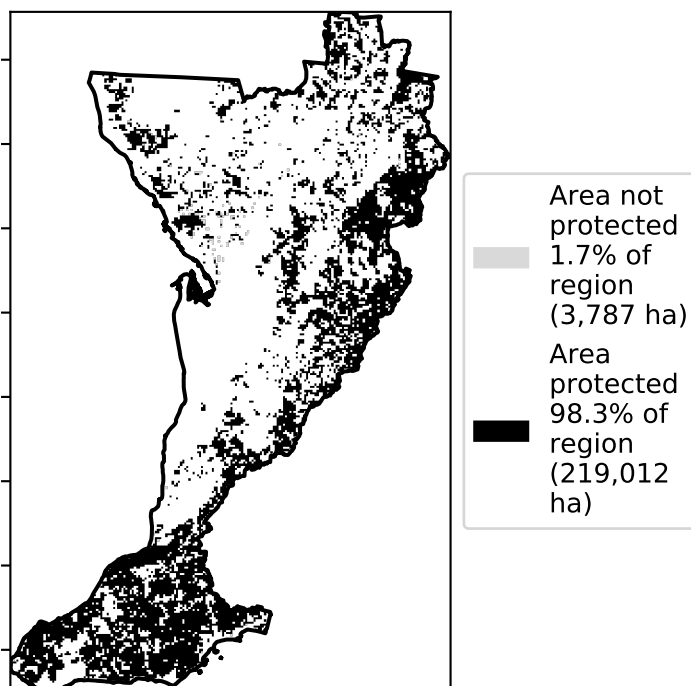 Area not
protected
1.7% of
region
(3,787 ha)
Area
protected
98.3% of
region
(219,012
ha)